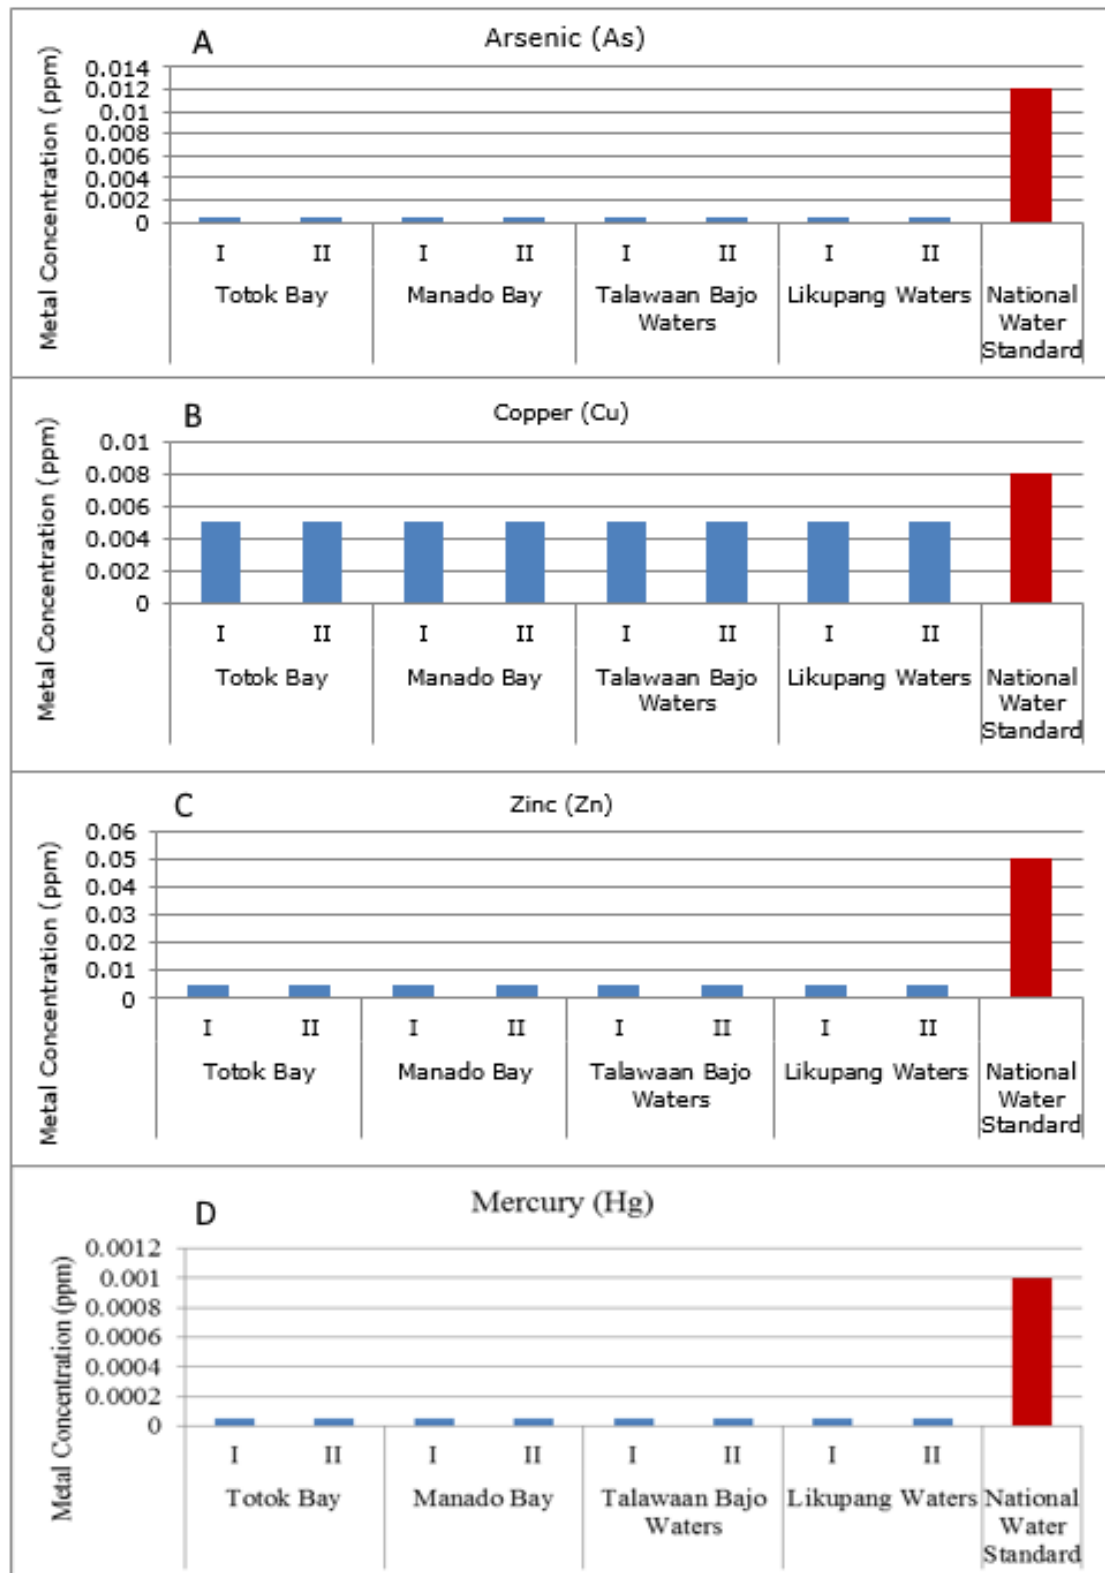 A
Arsenic (As)
Metal Concentration (ppm)
0.014
0.012
0.01
0.008
0.006
0.004
0.002
0
I II I II I II I II
Totok Bay Manado Bay Talawaan Bajo Likupang Waters National
Waters Water
Standard
B
Copper (Cu)
Metal Concentration (ppm)
0.01
0.008
0.006
0.004
0.002
0
I II I II I II I II
Totok Bay Manado Bay Talawaan Bajo Likupang Waters National
Waters Water
Standard
C
Zinc (Zn)
Metal Concentration (ppm)
0.06
0.05
0.04
0.03
0.02
0.01
0
I II I II I II I II
Totok Bay Manado Bay Talawaan Bajo Likupang Waters National
Waters Water
Standard
D
Mercury (Hg)
Metal Concentration (ppm)
0.0012
0.001
0.0008
0.0006
0.0004
0.0002
0
I II I II I II I II
Totok Bay Manado Bay Talawaan Bajo Likupang Waters National
Waters Water
Standard